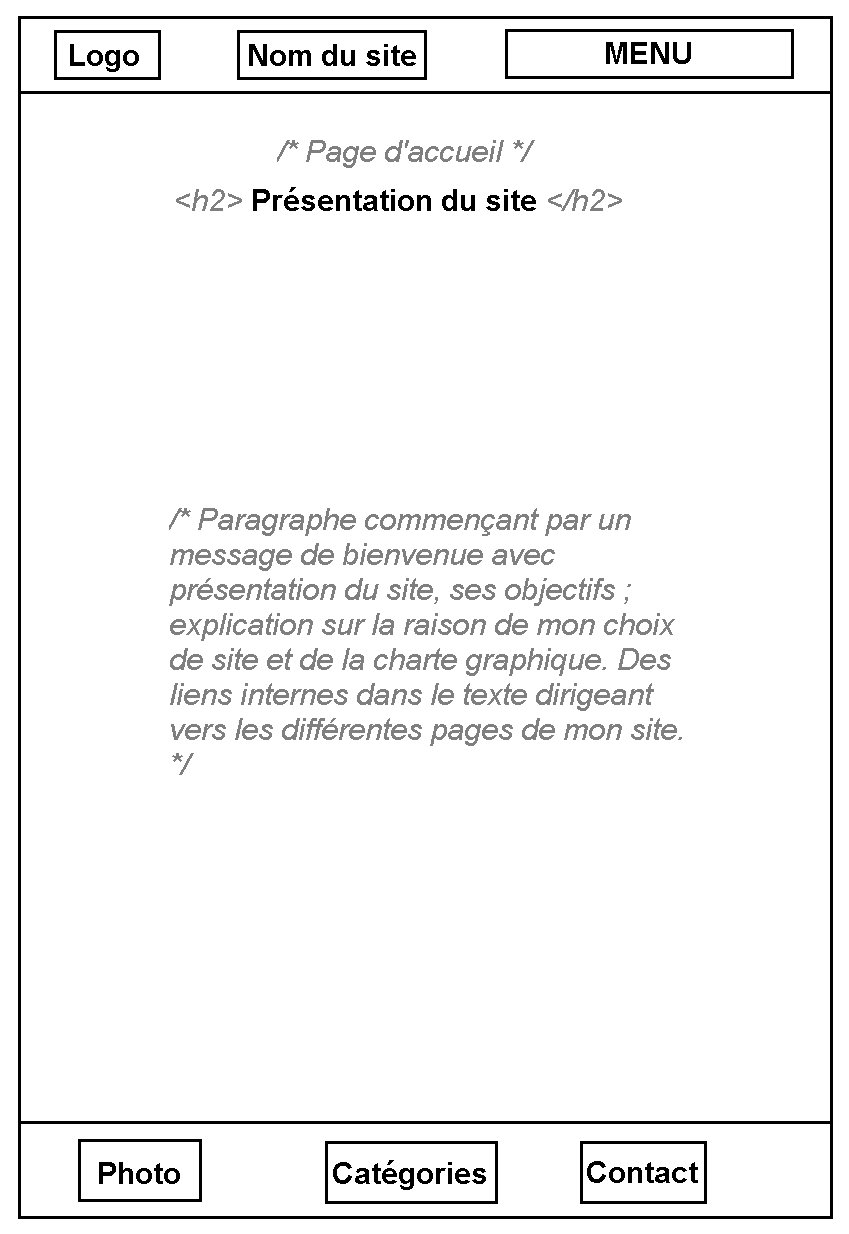 Logo Nom du site MENU
/* Page d'accueil */
<h2> Présentation du site </h2>
/* Paragraphe commençant par un
message de bienvenue avec
présentation du site, ses objectifs ;
explication sur la raison de mon choix
de site et de la charte graphique. Des
liens internes dans le texte dirigeant
vers les différentes pages de mon site.
*/
Photo Catégories Contact